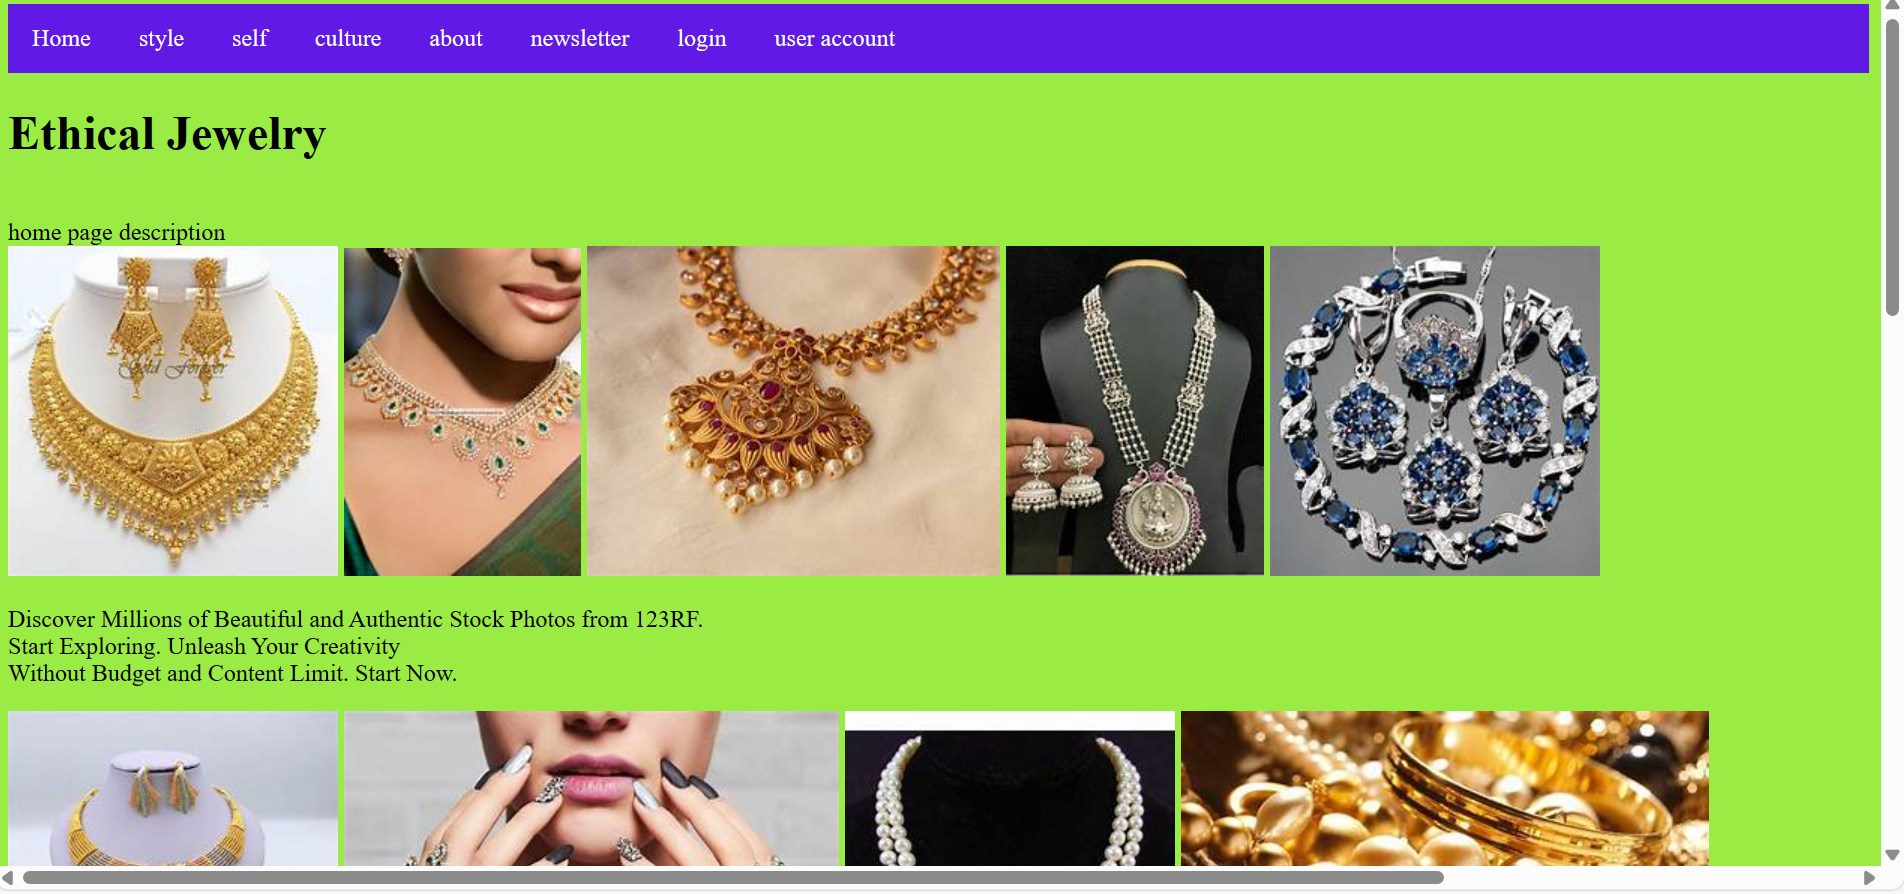 Home style self culture about newsletter login user account
Ethical Jewelry
home page description
Gold Forever
Discover Millions of Beautiful and Authentic Stock Photos from 123RF.
Start Exploring. Unleash Your Creativity
Without Budget and Content Limit. Start Now.